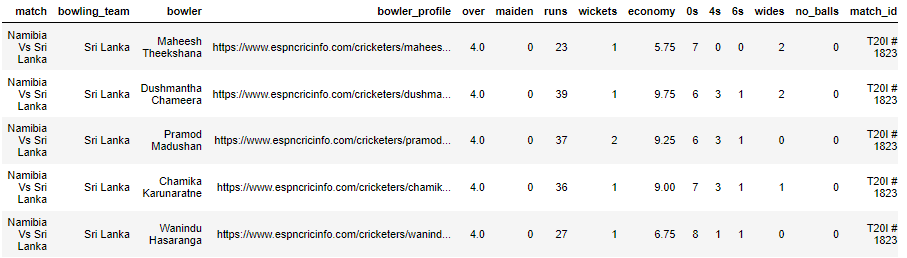 match bowling_team bowler bowler_profile over maiden runs wickets economy 0s 4s 6s wides no_balls match_id
Namibia Vs Sri Lanka Sri Lanka Maheesh Theekshana https://www.espncricinfo.com/cricketers/mahees... 4.0 0 23 1 5.75 7 0 0 2 0 T20I # 1823
Namibia Vs Sri Lanka Sri Lanka Dushmantha Chameera https://www.espncricinfo.com/cricketers/dushma... 4.0 0 39 1 9.75 6 3 1 2 0 T20I # 1823
Namibia Vs Sri Lanka Sri Lanka Pramod Madushan https://www.espncricinfo.com/cricketers/pramod... 4.0 0 37 2 9.25 6 3 1 0 0 T20I # 1823
Namibia Vs Sri Lanka Sri Lanka Chamika Karunaratne https://www.espncricinfo.com/cricketers/chamik... 4.0 0 36 1 9.00 7 3 1 1 0 T20I # 1823
Namibia Vs Sri Lanka Sri Lanka Wanindu Hasaranga https://www.espncricinfo.com/cricketers/wanind... 4.0 0 27 1 6.75 8 1 1 0 0 T20I # 1823